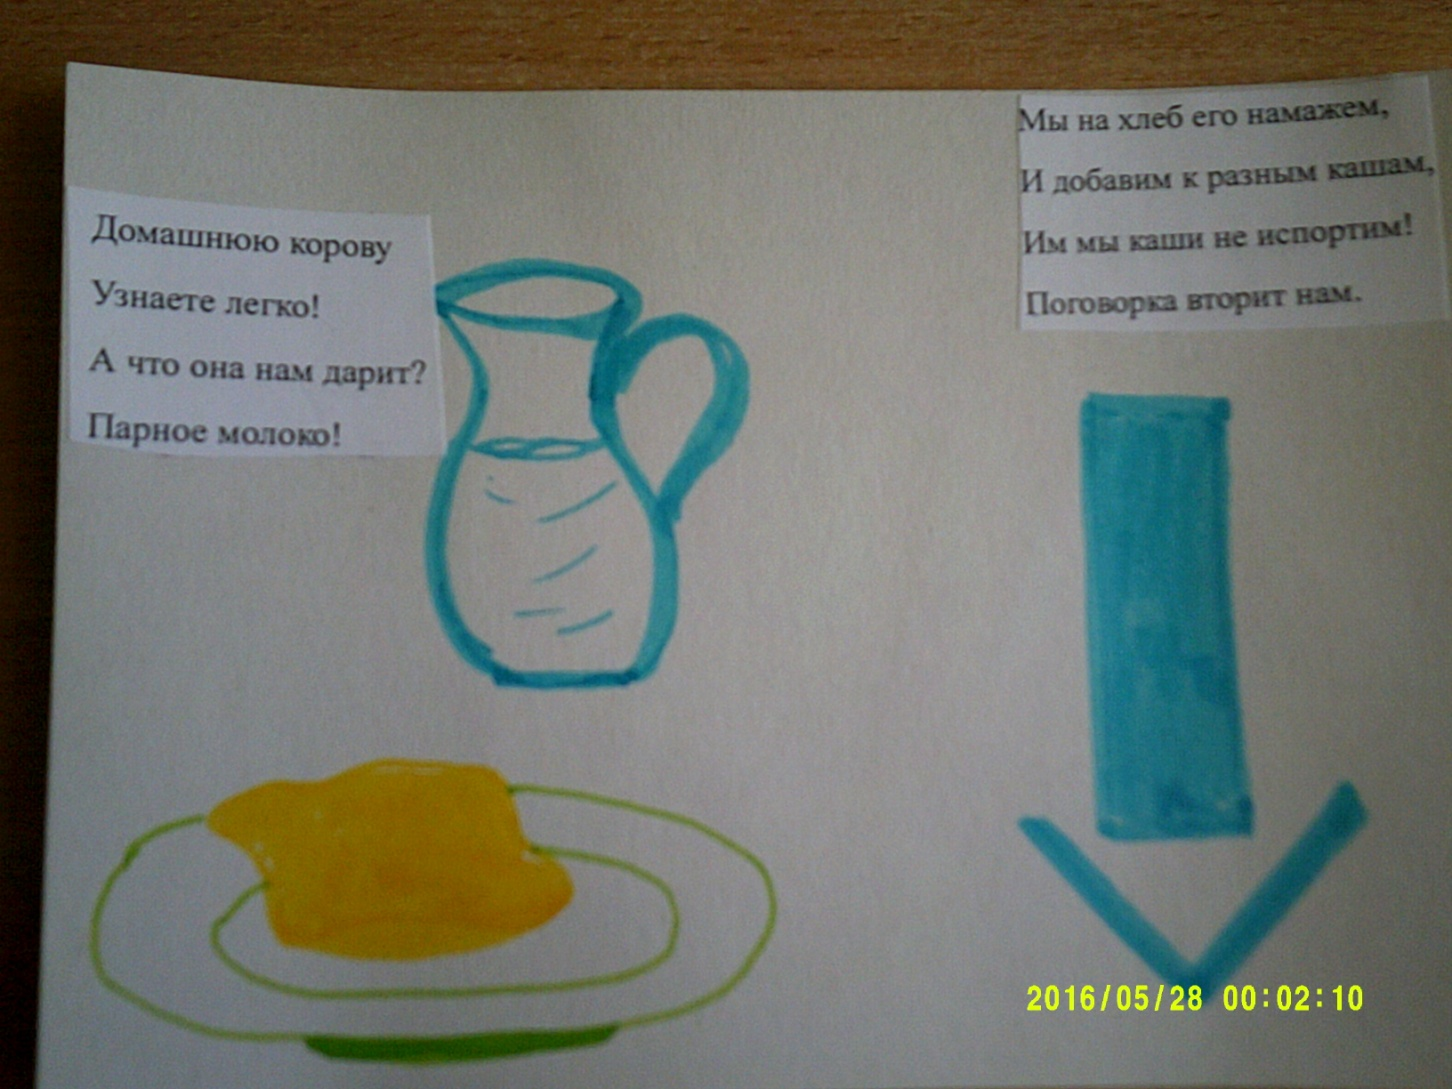 Домашнюю корову
Узнаете легко!
А что она нам дарит?
Парное молоко!
Мы на хлеб его намажем,
И добавим к разным кашам,
Им мы каши не испортим!
Поговорка вторит нам.
2016/05/28 00:02:10